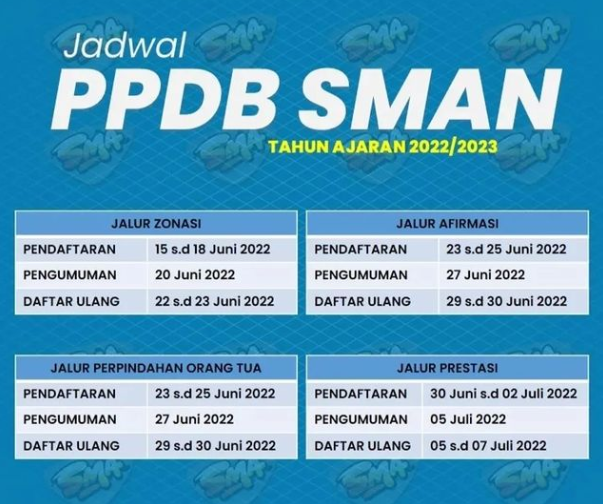 Jadwal
PPDB SMAN
TAHUN AJARAN 2022/2023
JALUR ZONASI
PENDAFTARAN 15 s.d 18 Juni 2022
PENGUMUMAN 20 Juni 2022
DAFTAR ULANG 22 s.d 23 Juni 2022
JALUR AFIRMASI
PENDAFTARAN 23 s.d 25 Juni 2022
PENGUMUMAN 27 Juni 2022
DAFTAR ULANG 29 s.d 30 Juni 2022
JALUR PERPINDAHAN ORANG TUA
PENDAFTARAN 23 s.d 25 Juni 2022
PENGUMUMAN 27 Juni 2022
DAFTAR ULANG 29 s.d 30 Juni 2022
JALUR PRESTASI
PENDAFTARAN 30 Juni s.d 02 Juli 2022
PENGUMUMAN 05 Juli 2022
DAFTAR ULANG 05 s.d 07 Juli 2022